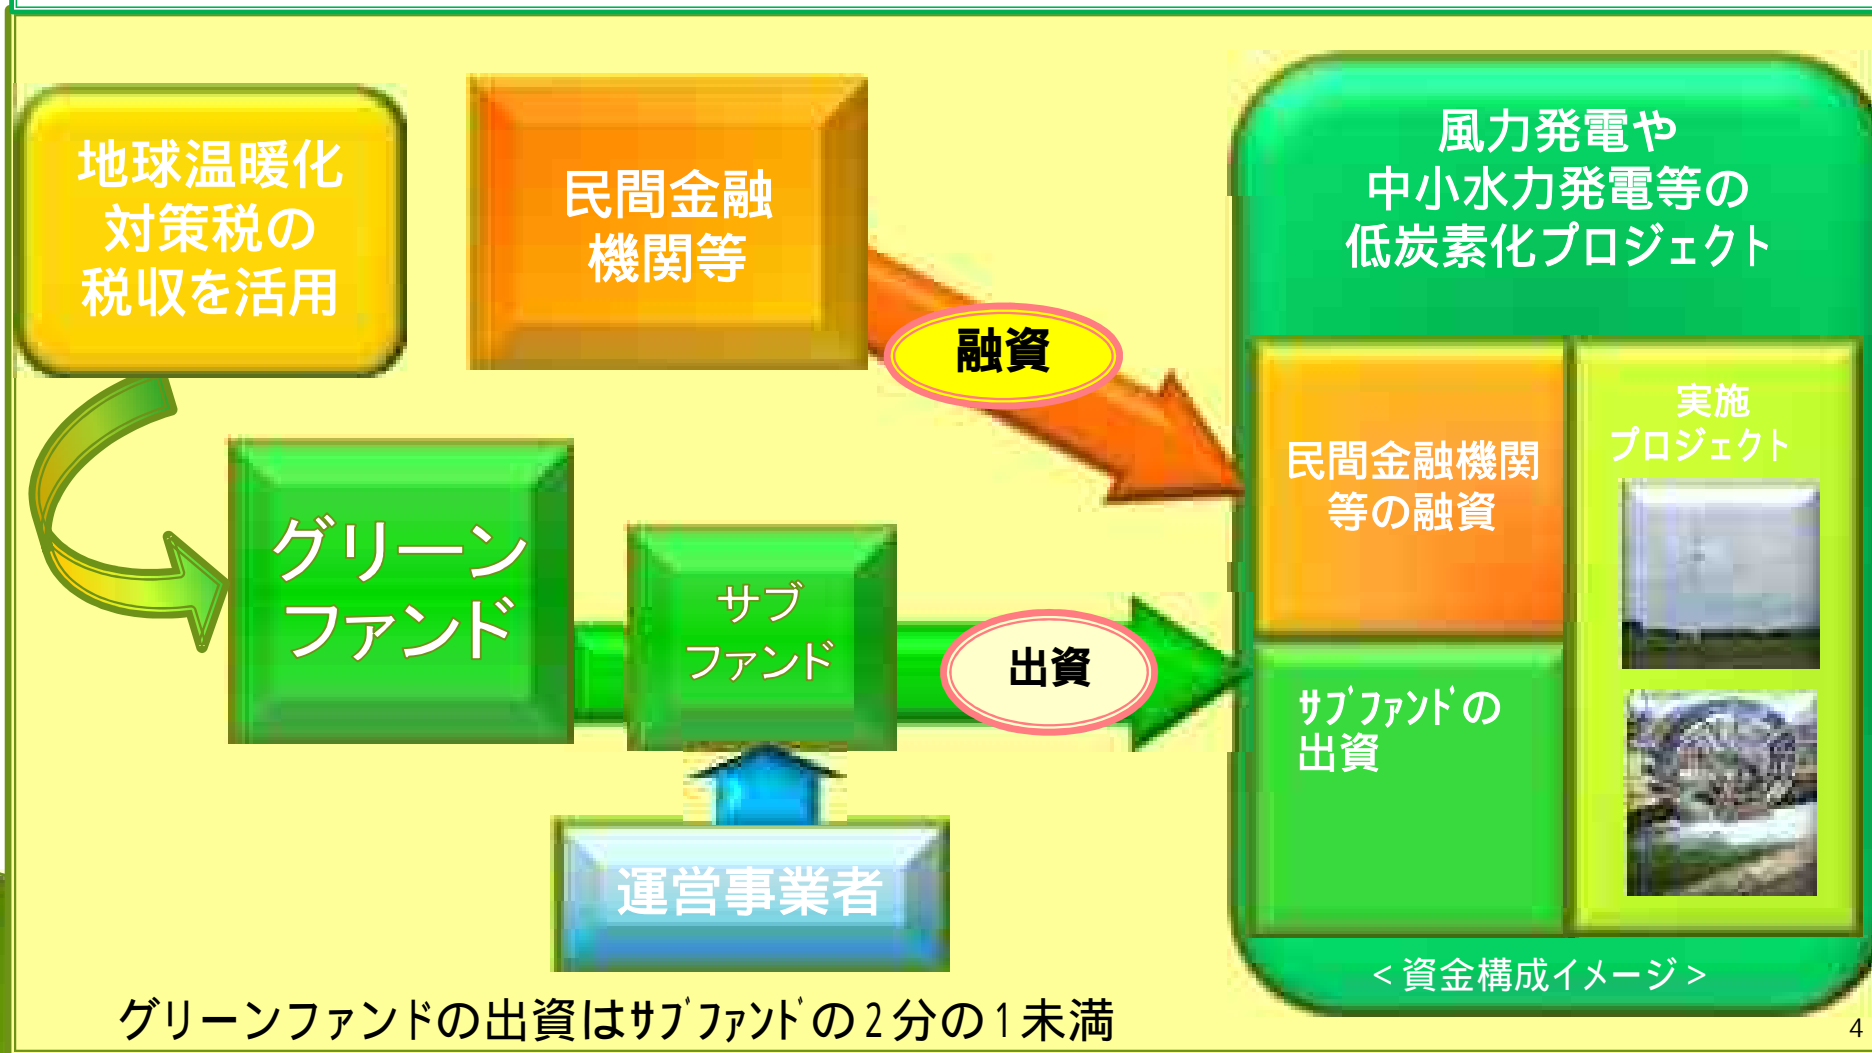 地球温暖化
対策税の
税収を活用
民間金融
機関等
融資
グリーン
ファンド
サブ
ファンド
出資
運営事業者
風力発電や
中小水力発電等の
低炭素化プロジェクト
民間金融機関
等の融資
実施
プロジェクト
ｻﾌﾞﾌｧﾝﾄﾞの
出資
＜資金構成イメージ＞
グリーンファンドの出資はｻﾌﾞﾌｧﾝﾄﾞの２分の１未満
4